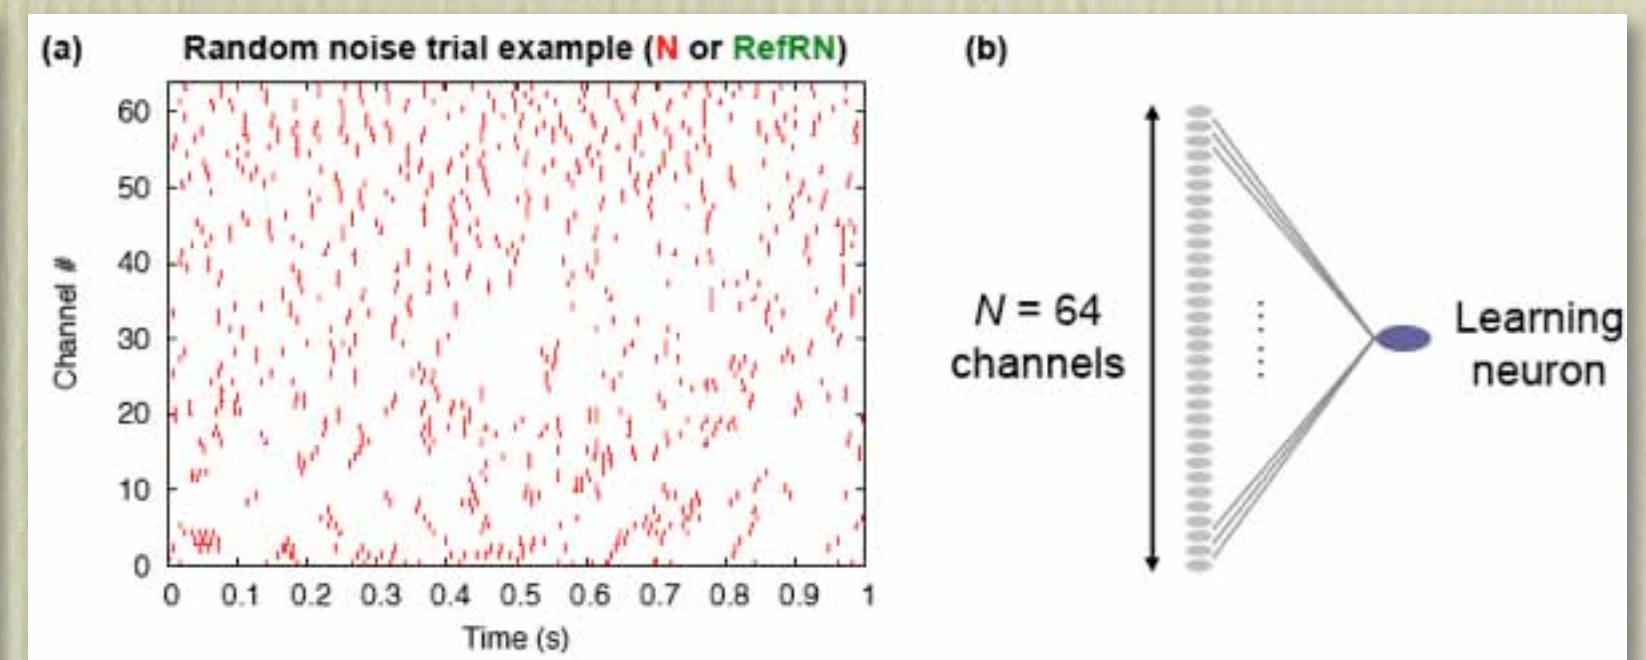 (a)
Random noise trial example (N or RefRN)
Channel #
60
50
40
30
20
10
0
0 0.1 0.2 0.3 0.4 0.5 0.6 0.7 0.8 0.9 1
Time (s)
(b)
N = 64
channels
Learning
neuron